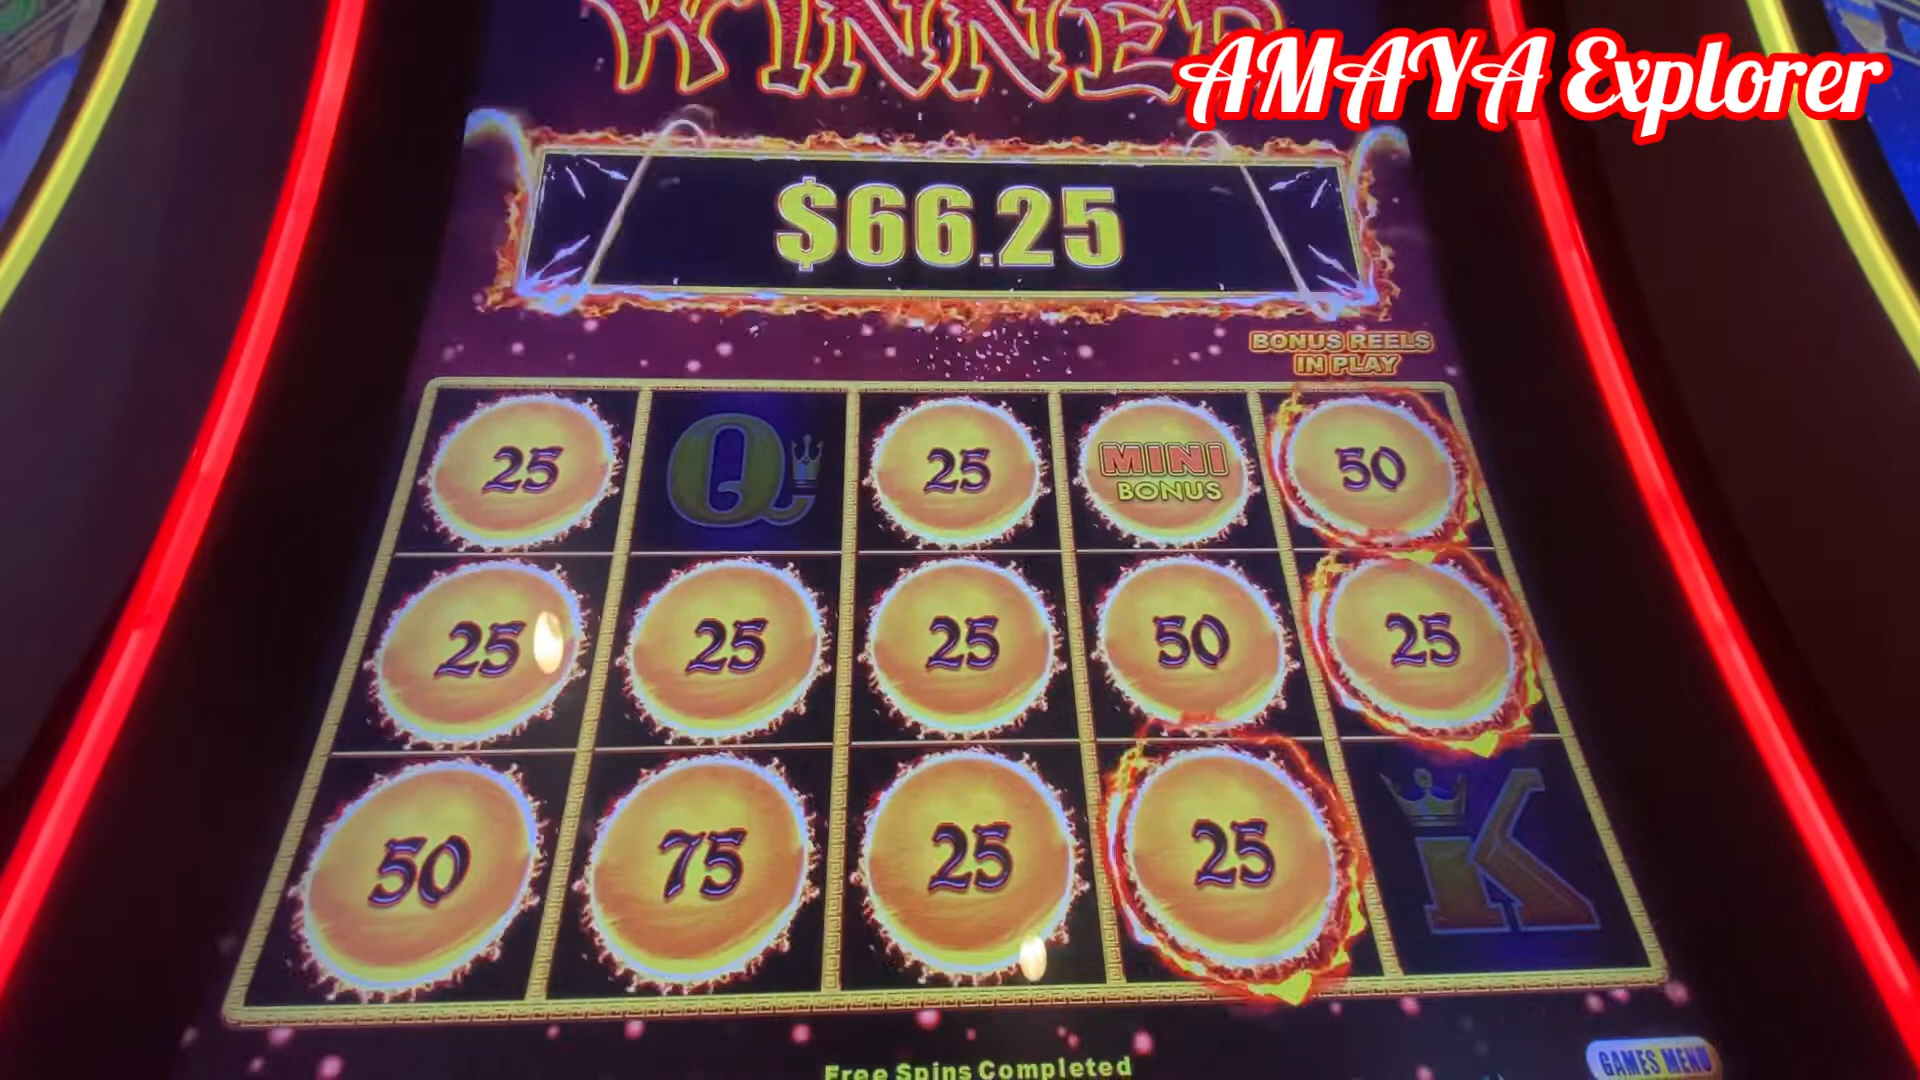 WINNER
AMAYA Explorer
$66.25
BONUS REELS
IN PLAY
25 Q 25 MINI BONUS 50
25 25 25 50 25
50 75 25 25 K
Free Spins Completed
GAMES MENU